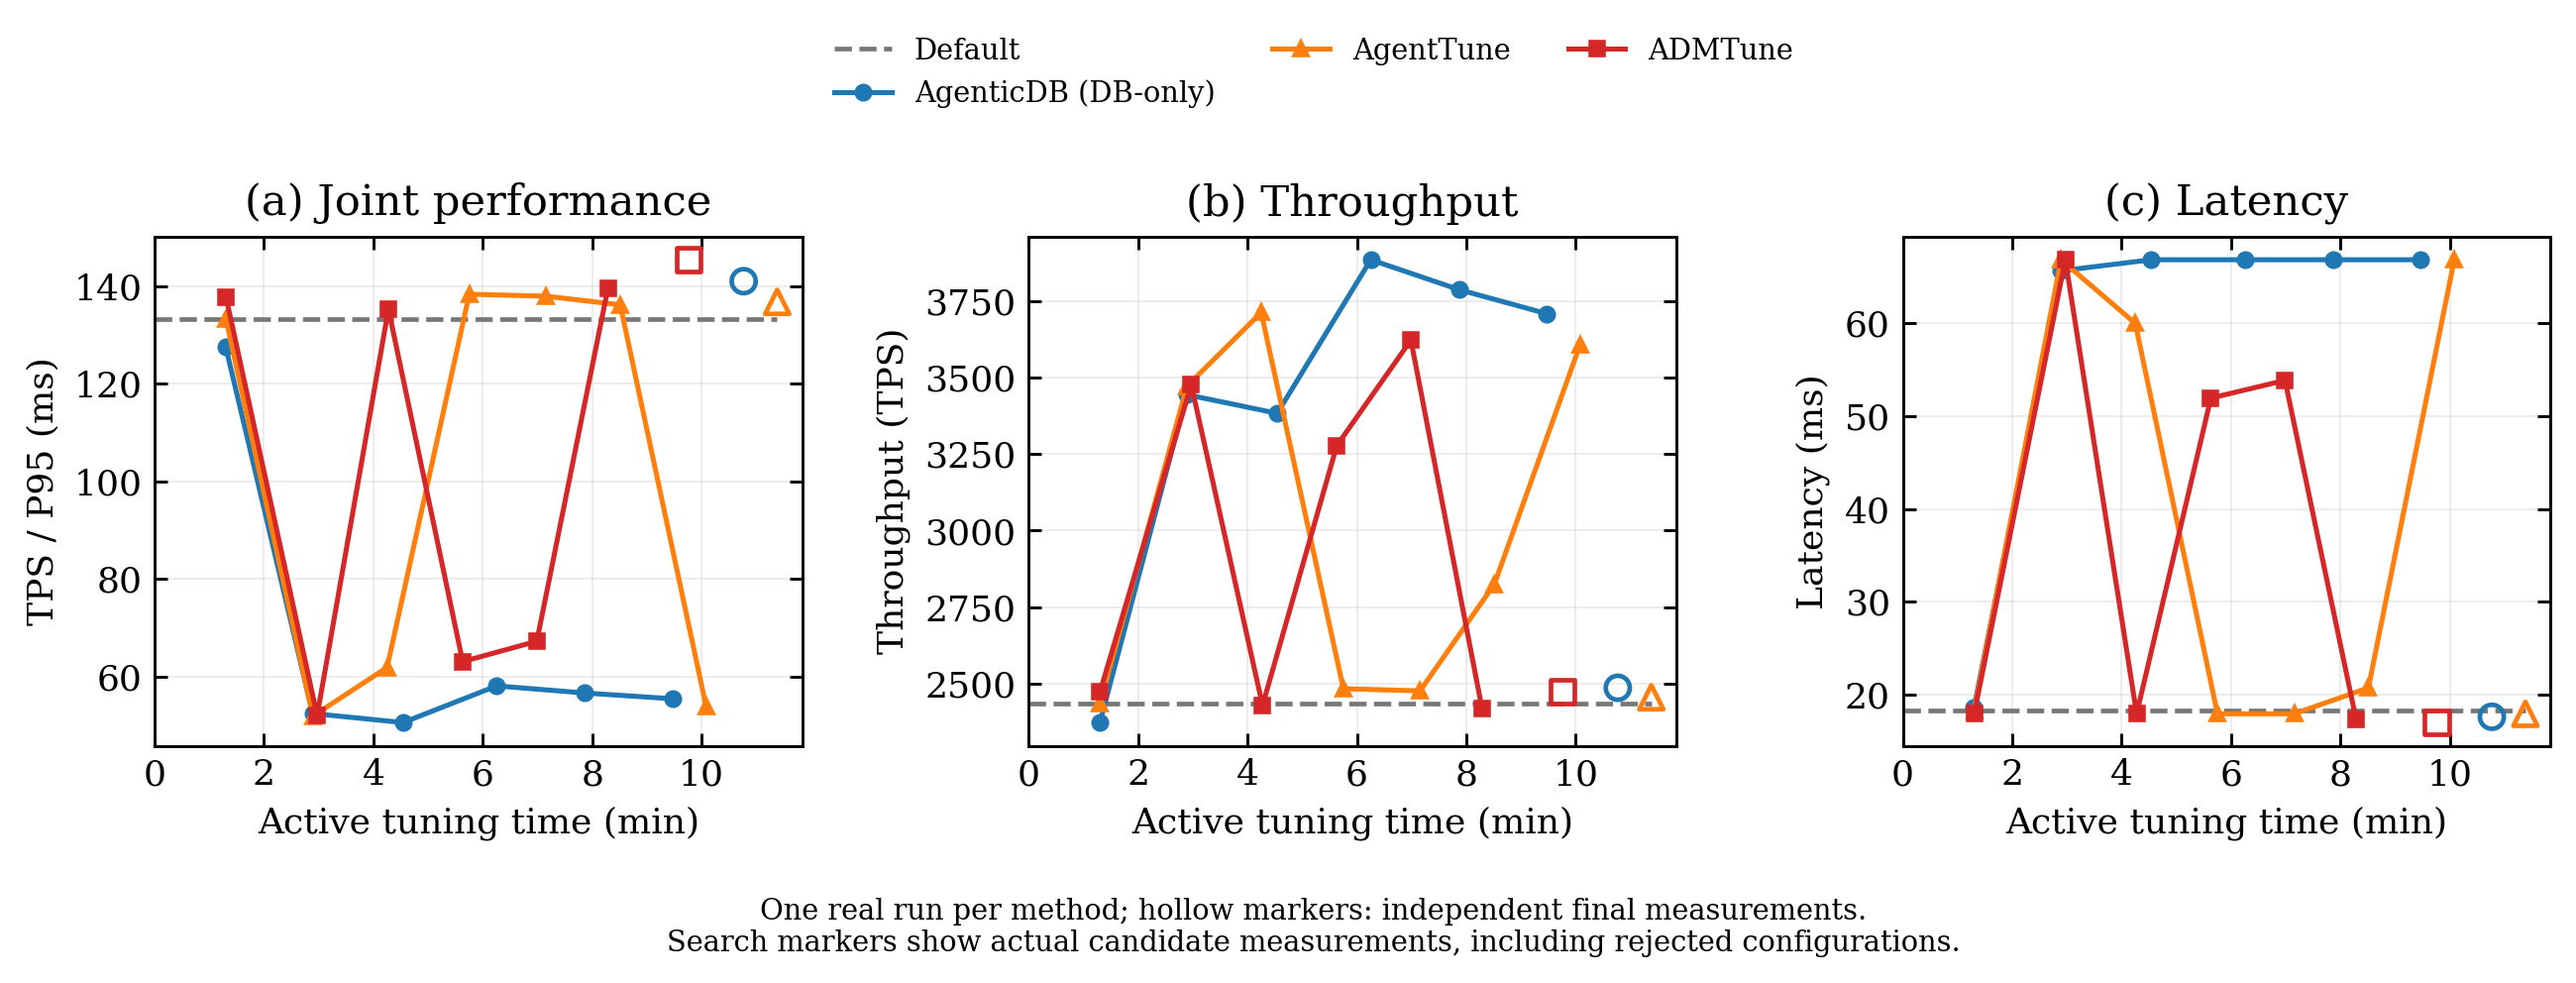 Default
AgenticDB (DB-only)
AgentTune
ADMTune
(a) Joint performance
TPS / P95 (ms)
140
120
100
80
60
0 2 4 6 8 10
Active tuning time (min)
(b) Throughput
Throughput (TPS)
3750
3500
3250
3000
2750
2500
0 2 4 6 8 10
Active tuning time (min)
(c) Latency
Latency (ms)
60
50
40
30
20
0 2 4 6 8 10
Active tuning time (min)
One real run per method; hollow markers: independent final measurements.
Search markers show actual candidate measurements, including rejected configurations.